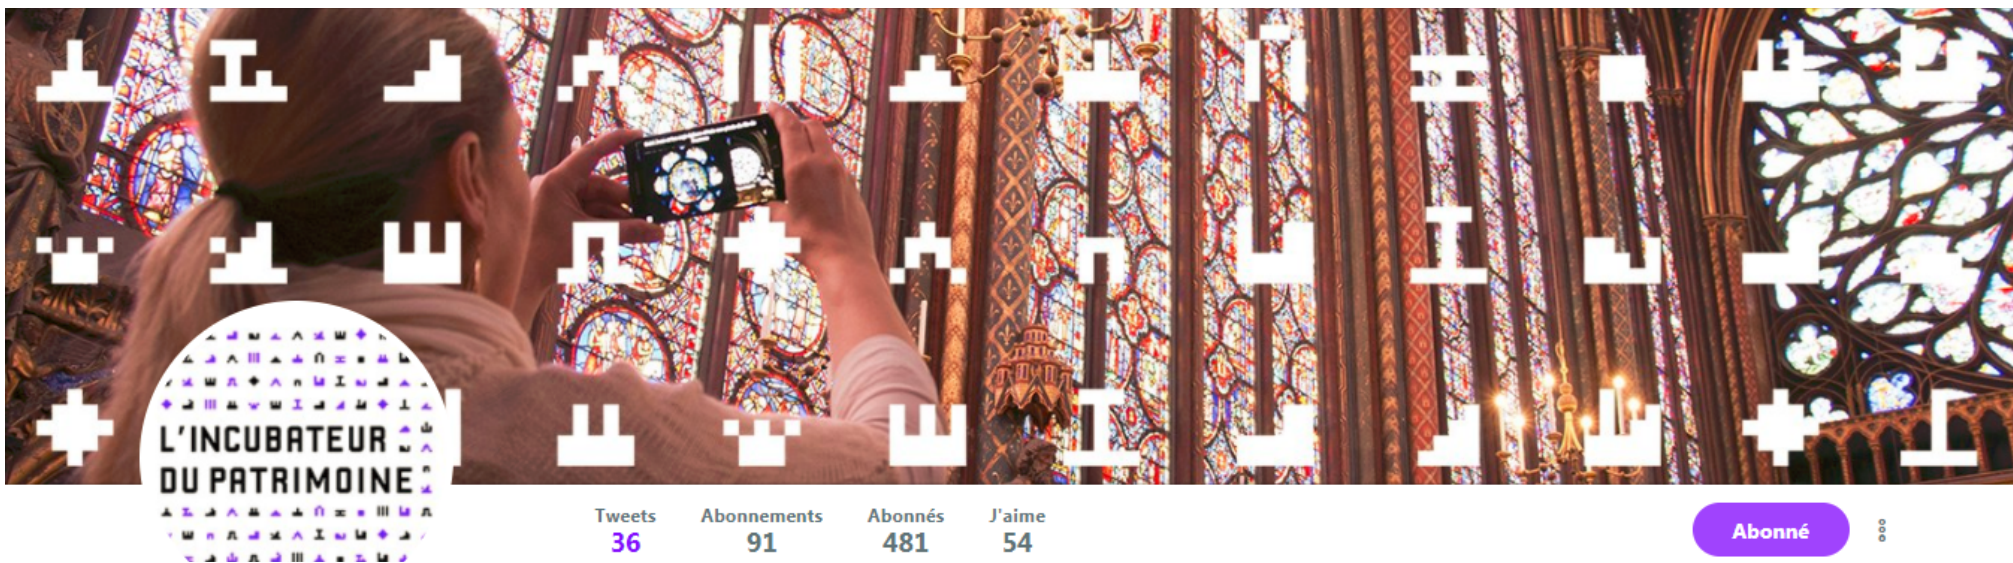 L'INCUBATEUR
DU PATRIMOINE
Tweets Abonnements Abonnés J'aime
36 91 481 54
Abonné